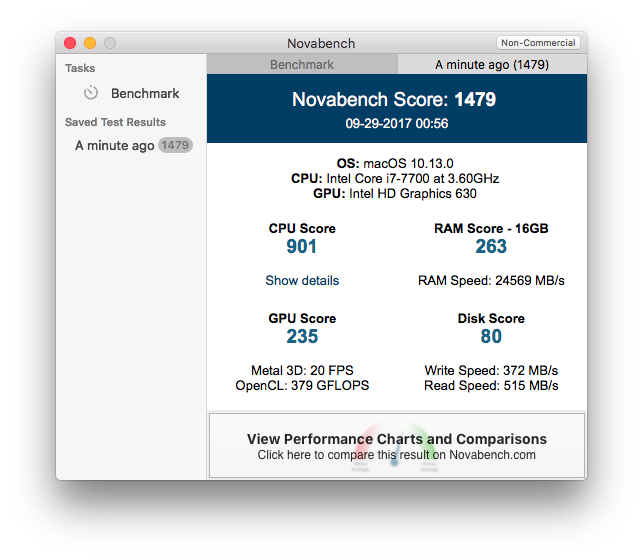 Novabench
Non-Commercial
Tasks
Benchmark
Saved Test Results
A minute ago 1479
Benchmark
A minute ago (1479)
Novabench Score: 1479
09-29-2017 00:56
OS: macOS 10.13.0
CPU: Intel Core i7-7700 at 3.60GHz
GPU: Intel HD Graphics 630
CPU Score
901
Show details
RAM Score - 16GB
263
RAM Speed: 24569 MB/s
GPU Score
235
Metal 3D: 20 FPS
OpenCL: 379 GFLOPS
Disk Score
80
Write Speed: 372 MB/s
Read Speed: 515 MB/s
View Performance Charts and Comparisons
Click here to compare this result on Novabench.com